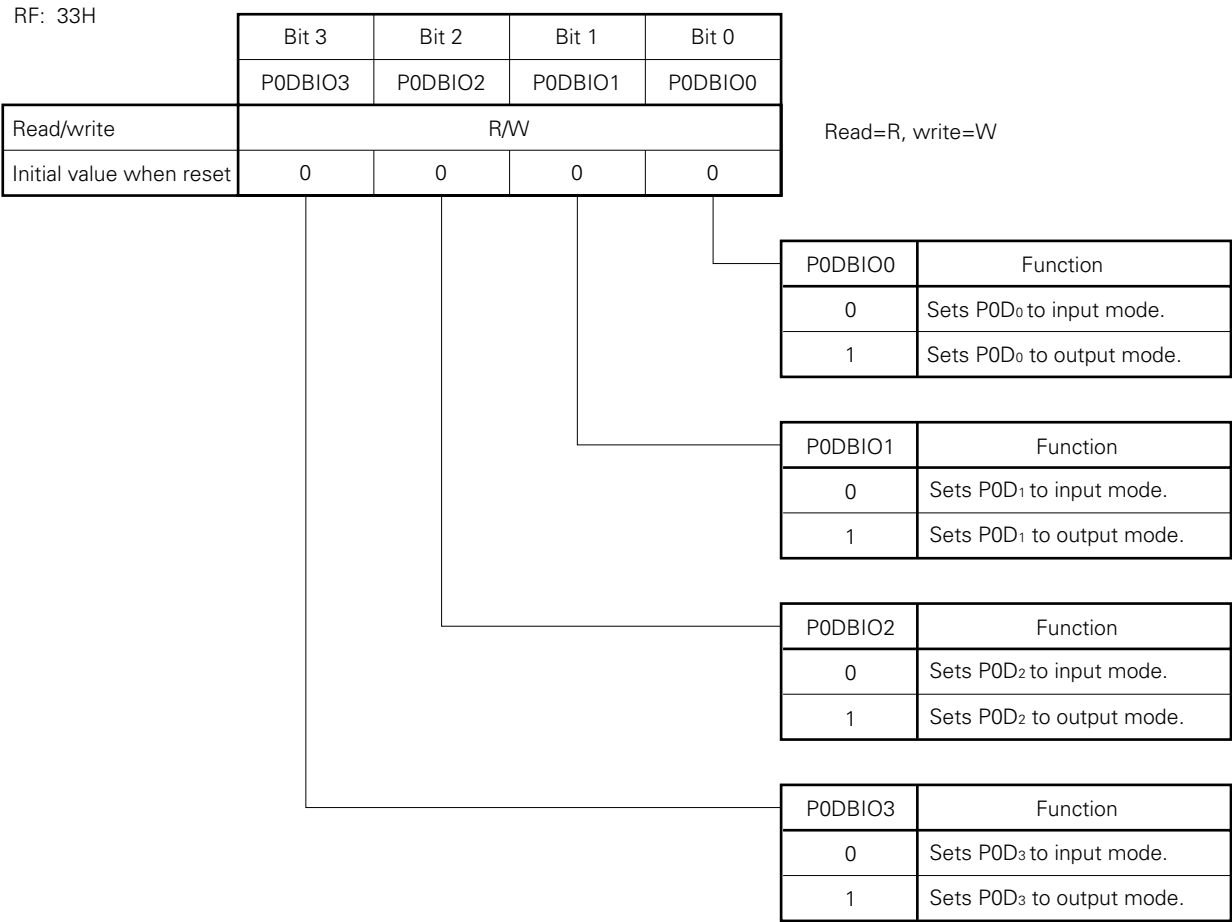 RF: 33H
Bit 3 Bit 2 Bit 1 Bit 0
P0DBIO3 P0DBIO2 P0DBIO1 P0DBIO0
Read/write R/W
Read=R, write=W
Initial value when reset 0 0 0 0
P0DBIO0 Function
0 Sets P0D₀ to input mode.
1 Sets P0D₀ to output mode.
P0DBIO1 Function
0 Sets P0D₁ to input mode.
1 Sets P0D₁ to output mode.
P0DBIO2 Function
0 Sets P0D₂ to input mode.
1 Sets P0D₂ to output mode.
P0DBIO3 Function
0 Sets P0D₃ to input mode.
1 Sets P0D₃ to output mode.